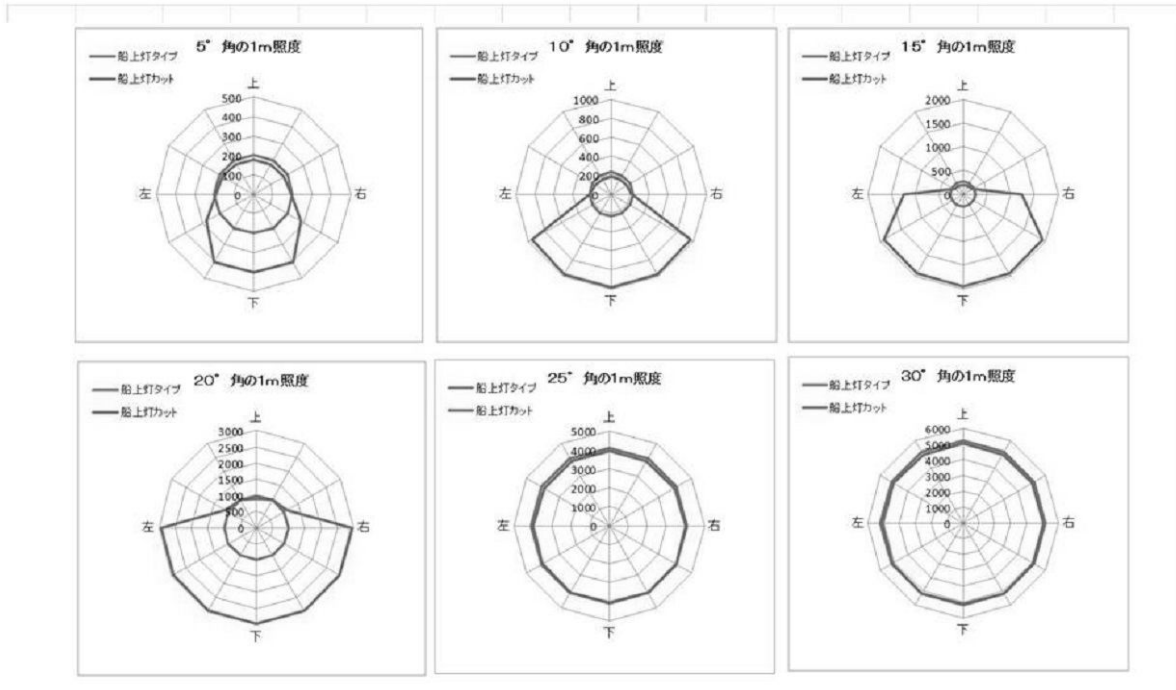 5° 角の1m照度
船上灯タイプ
船上灯カット
上
500
400
300
200
100
0
左
右
下
10° 角の1m照度
船上灯タイプ
船上灯カット
上
1000
800
600
400
200
0
左
右
下
15° 角の1m照度
船上灯タイプ
船上灯カット
上
2000
1500
1000
500
0
左
右
下
20° 角の1m照度
船上灯タイプ
船上灯カット
上
3000
2500
2000
1500
1000
500
0
左
右
下
25° 角の1m照度
船上灯タイプ
船上灯カット
上
5000
4000
3000
2000
1000
0
左
右
下
30° 角の1m照度
船上灯タイプ
船上灯カット
上
6000
5000
4000
3000
2000
1000
0
左
右
下